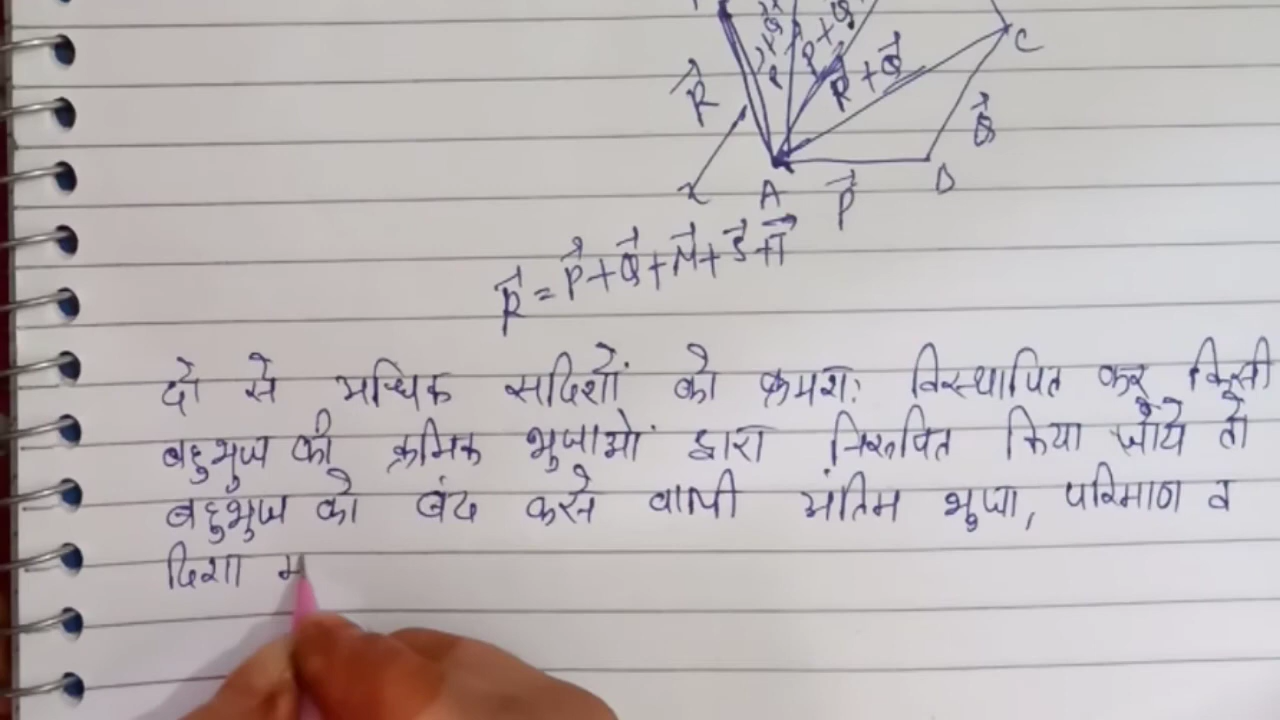 P + Q
R + Q
C
R
Q
x
A
P
B
R = P + Q + M + S + T
दो से अधिक सदिशों को क्रमशः विस्थापित कर किसी
बहुभुज की क्रमिक भुजाओं द्वारा निरूपित किया जाये तो
बहुभुज को बंद करने वाली अंतिम भुजा, परिमाण व
दिशा म